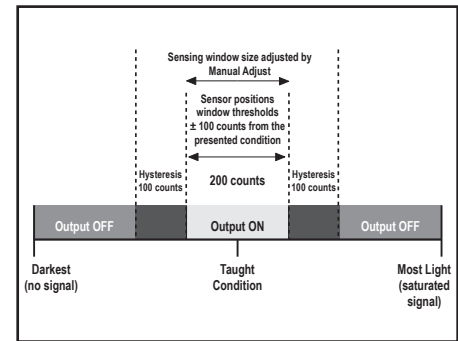 Sensing window size adjusted by
Manual Adjust
Sensor positions
window thresholds
± 100 counts from the
presented condition
Hysteresis
100 counts
200 counts
Hysteresis
100 counts
Output OFF
Output ON
Output OFF
Darkest
(no signal)
Taught
Condition
Most Light
(saturated
signal)